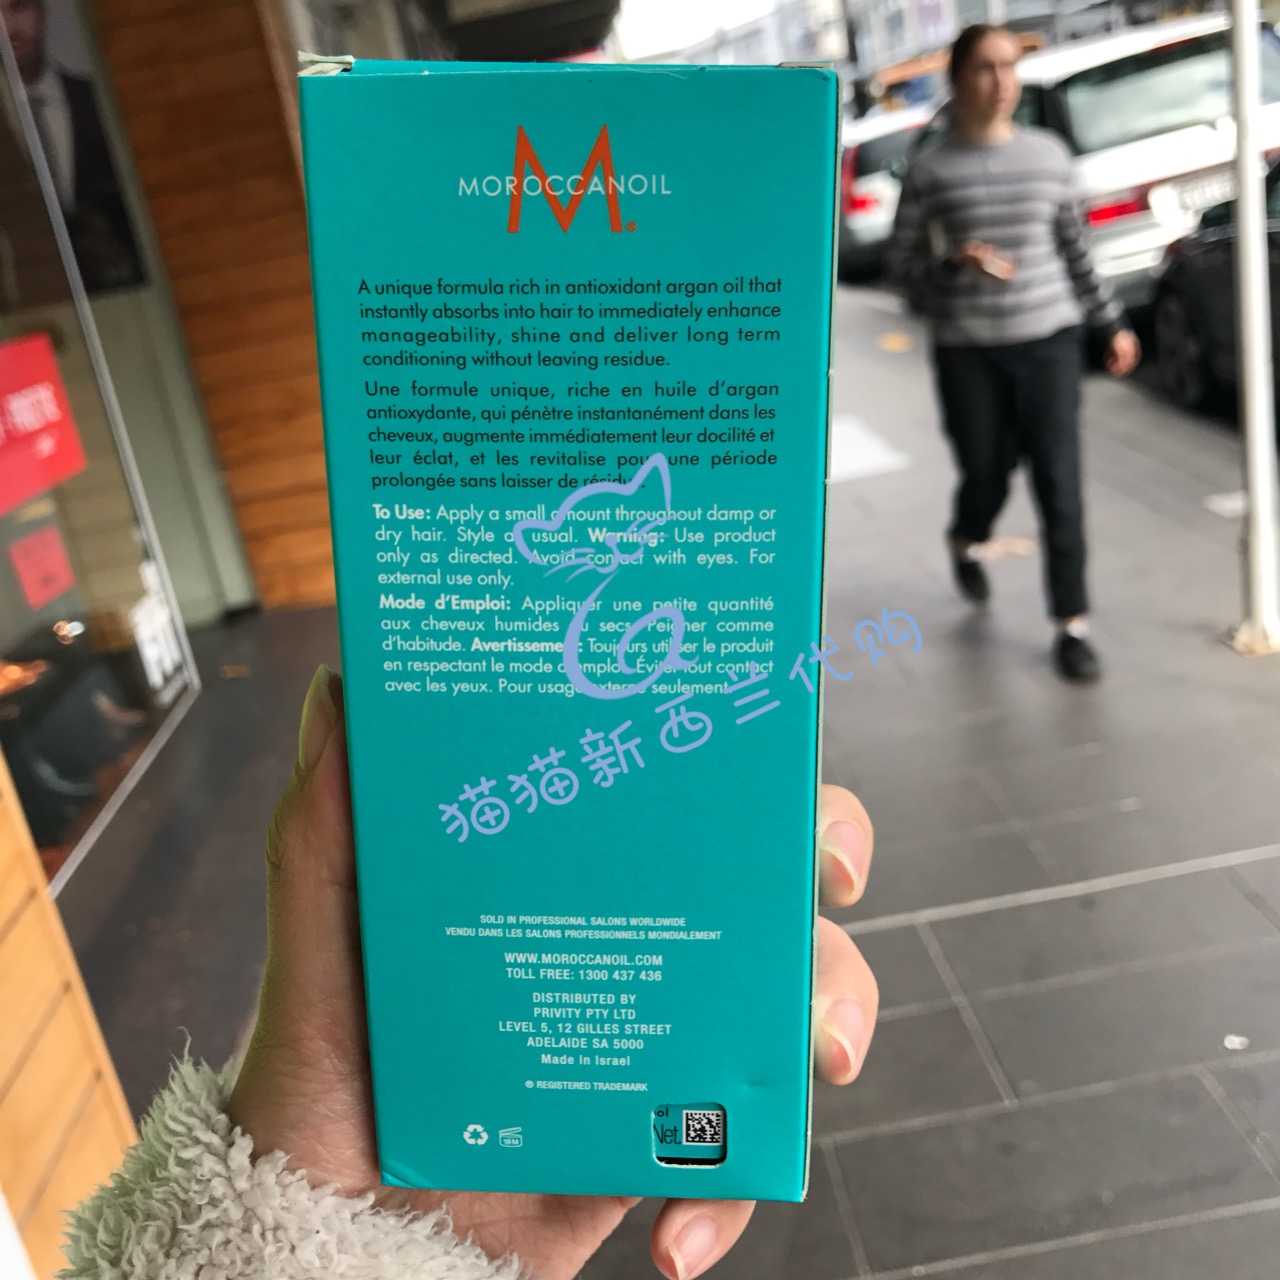 M
MOROCCANOIL
®
A unique formula rich in antioxidant argan oil that
instantly absorbs into hair to immediately enhance
manageability, shine and deliver long term
conditioning without leaving residue.
Une formule unique, riche en huile d'argan
antioxydante, qui pénètre instantanément dans les
cheveux, augmente immédiatement leur docilité et
leur éclat, et les revitalise pour une période
prolongée sans laisser de résidu.
To Use: Apply a small amount throughout damp or
dry hair. Style as usual. Warning: Use product
only as directed. Avoid contact with eyes. For
external use only.
Mode d'Emploi: Appliquer une petite quantité
aux cheveux humides ou secs. Peigner comme
d'habitude. Avertissement: Toujours utiliser le produit
en respectant le mode d'emploi. Éviter tout contact
avec les yeux. Pour usage externe seulement.
猫猫新西兰代购
SOLD IN PROFESSIONAL SALONS WORLDWIDE
VENDU DANS LES SALONS PROFESSIONNELS MONDIALEMENT
WWW.MOROCCANOIL.COM
TOLL FREE: 1300 437 436
DISTRIBUTED BY
PRIVITY PTY LTD
LEVEL 5, 12 GILLES STREET
ADELAIDE SA 5000
Made in Israel
® REGISTERED TRADEMARK
18M
ol
Net.